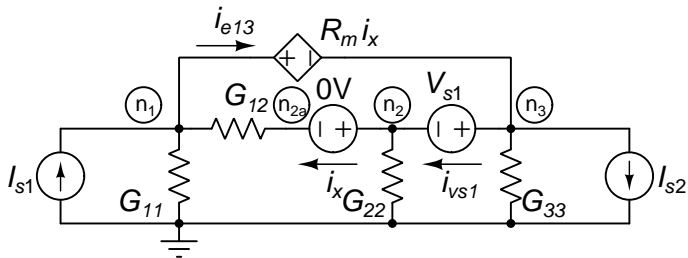 i_e13
R_m i_x
n_1
G_12
n_2a
0V
n_2
V_s1
n_3
+ −
− +
− +
I_s1
G_11
i_x
G_22
i_vs1
G_33
I_s2